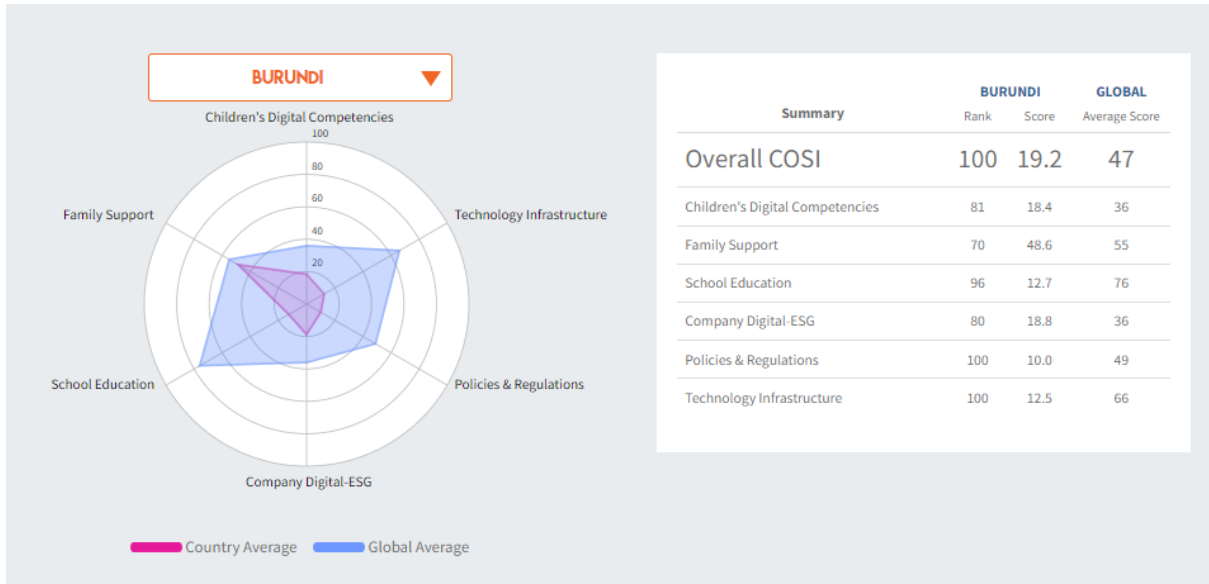 BURUNDI
Children's Digital Competencies
100
80
60
40
20
Family Support
Technology Infrastructure
School Education
Policies & Regulations
Company Digital-ESG
Country Average Global Average
BURUNDI GLOBAL
Summary Rank Score Average Score
Overall COSI 100 19.2 47
Children's Digital Competencies 81 18.4 36
Family Support 70 48.6 55
School Education 96 12.7 76
Company Digital-ESG 80 18.8 36
Policies & Regulations 100 10.0 49
Technology Infrastructure 100 12.5 66